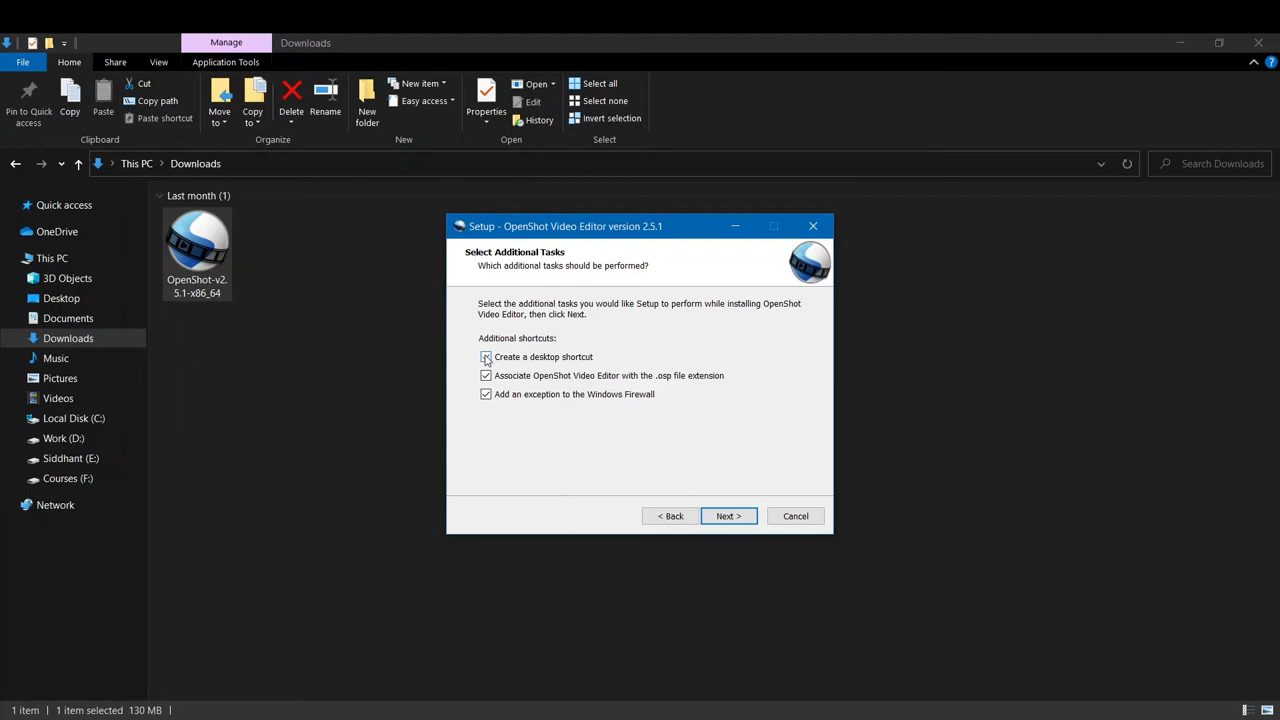 Manage
Downloads
File
Home
Share
View
Application Tools
Pin to Quick
access
Copy
Paste
Cut
Copy path
Paste shortcut
Clipboard
Move
to
Copy
to
Delete
Rename
Organize
New
folder
New item
Easy access
New
Properties
Open
Edit
History
Open
Select all
Select none
Invert selection
Select
This PC
Downloads
Search Downloads
Quick access
OneDrive
This PC
3D Objects
Desktop
Documents
Downloads
Music
Pictures
Videos
Local Disk (C:)
Work (D:)
Siddhant (E:)
Courses (F:)
Network
Last month (1)
OpenShot-v2.
5.1-x86_64
Setup - OpenShot Video Editor version 2.5.1
Select Additional Tasks
Which additional tasks should be performed?
Select the additional tasks you would like Setup to perform while installing OpenShot
Video Editor, then click Next.
Additional shortcuts:
Create a desktop shortcut
Associate OpenShot Video Editor with the .osp file extension
Add an exception to the Windows Firewall
< Back
Next >
Cancel
1 item
1 item selected 130 MB